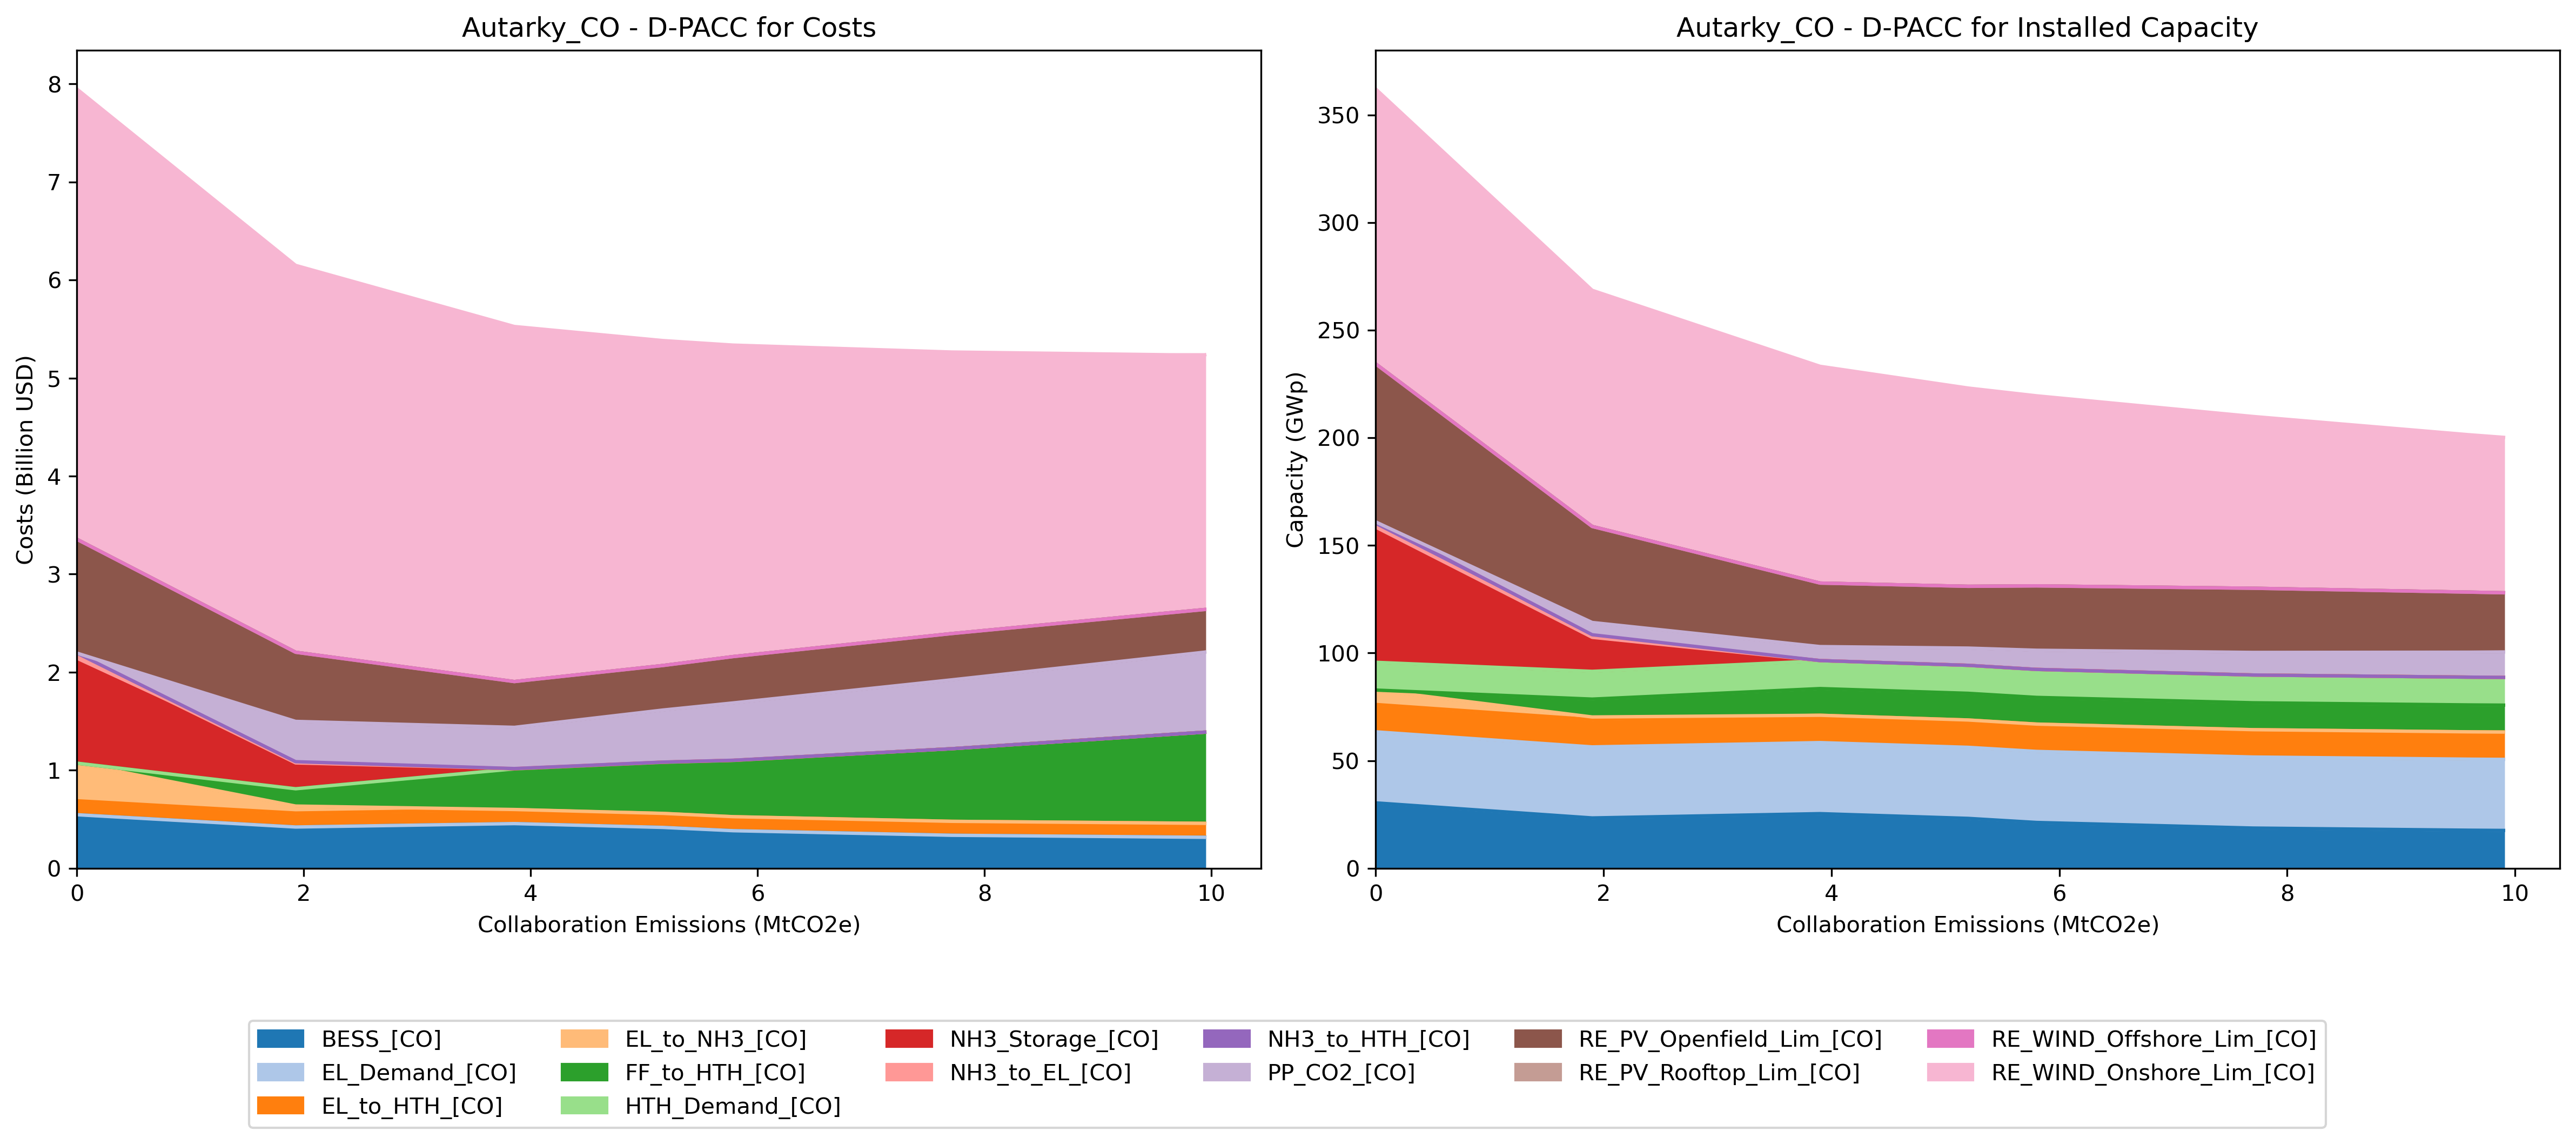 Autarky_CO - D-PACC for Costs
8
7
6
5
4
3
2
1
0
Costs (Billion USD)
0 2 4 6 8 10
Collaboration Emissions (MtCO2e)
Autarky_CO - D-PACC for Installed Capacity
350
300
250
200
150
100
50
0
Capacity (GWp)
0 2 4 6 8 10
Collaboration Emissions (MtCO2e)
BESS_[CO]
EL_Demand_[CO]
EL_to_HTH_[CO]
EL_to_NH3_[CO]
FF_to_HTH_[CO]
HTH_Demand_[CO]
NH3_Storage_[CO]
NH3_to_EL_[CO]
NH3_to_HTH_[CO]
PP_CO2_[CO]
RE_PV_Openfield_Lim_[CO]
RE_PV_Rooftop_Lim_[CO]
RE_WIND_Offshore_Lim_[CO]
RE_WIND_Onshore_Lim_[CO]